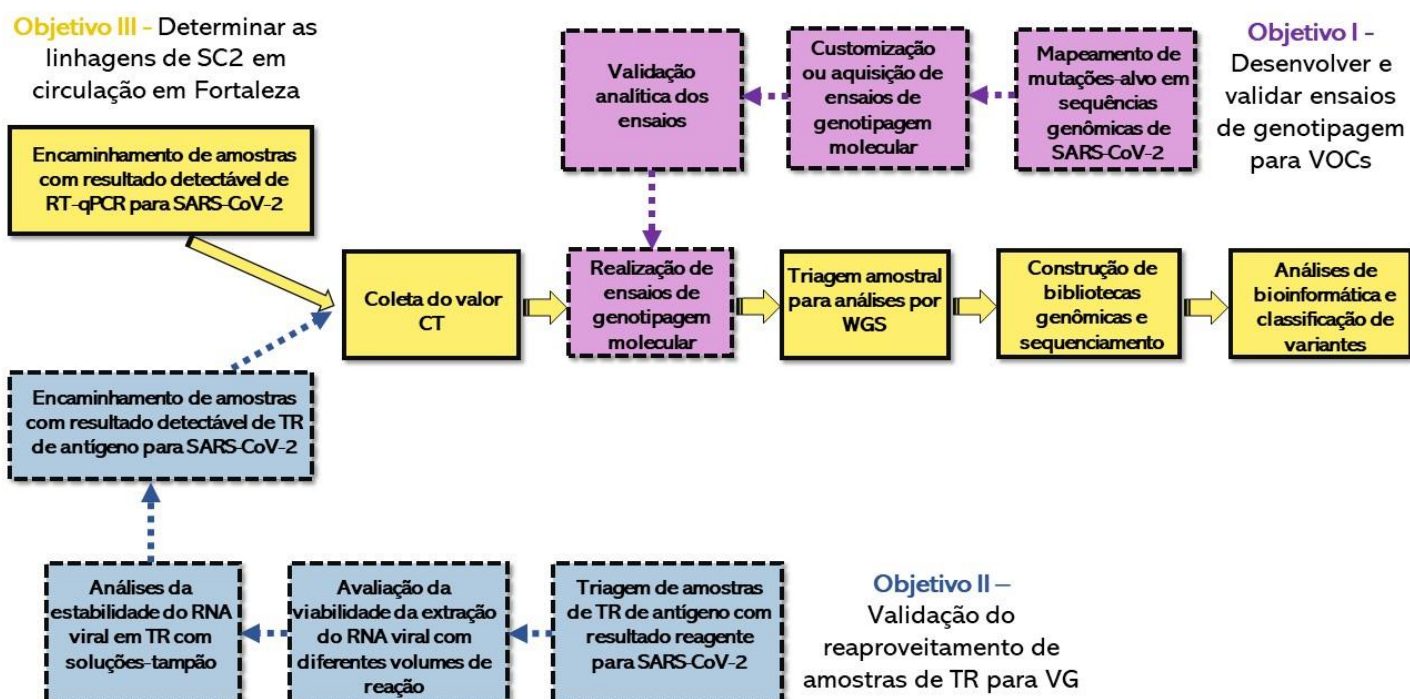 Objetivo III - Determinar as
linhagens de SC2 em
circulação em Fortaleza
Encaminhamento de amostras
com resultado detectável de
RT-qPCR para SARS-CoV-2
Validação
analítica dos
ensaios
Customização
ou aquisição de
ensaios de
genotipagem
molecular
Mapeamento de
mutações-alvo em
sequências
genômicas de
SARS-CoV-2
Objetivo I -
Desenvolver e
validar ensaios
de genotipagem
para VOCs
Coleta do valor
CT
Realização de
ensaios de
genotipagem
molecular
Triagem amostral
para análises por
WGS
Construção de
bibliotecas
genômicas e
sequenciamento
Análises de
bioinformática e
classificação de
variantes
Encaminhamento de amostras
com resultado detectável de TR
de antígeno para SARS-CoV-2
Análises da
estabilidade do RNA
viral em TR com
soluções-tampão
Avaliação da
viabilidade da extração
do RNA viral com
diferentes volumes de
reação
Triagem de amostras
de TR de antígeno com
resultado reagente
para SARS-CoV-2
Objetivo II –
Validação do
reaproveitamento de
amostras de TR para VG